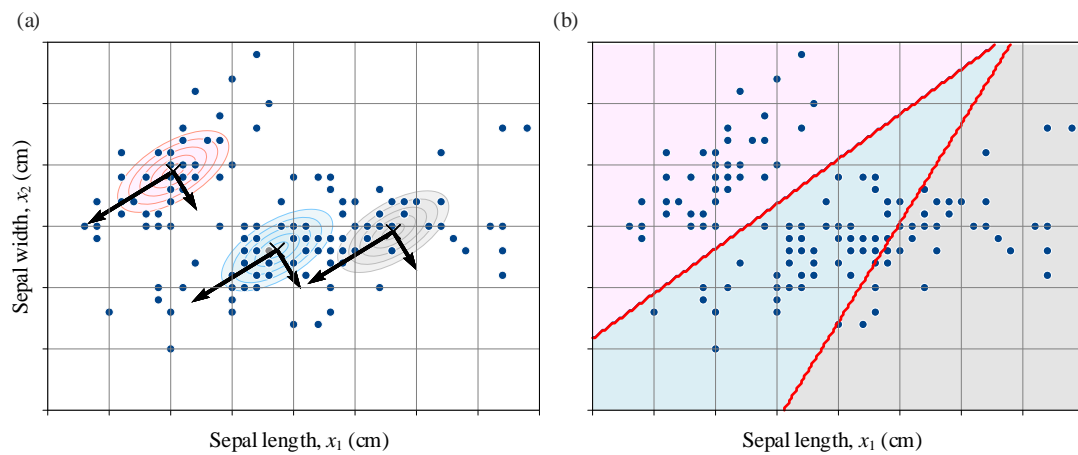 (a)
(b)
Sepal width, x₂ (cm)
Sepal length, x₁ (cm)
Sepal length, x₁ (cm)